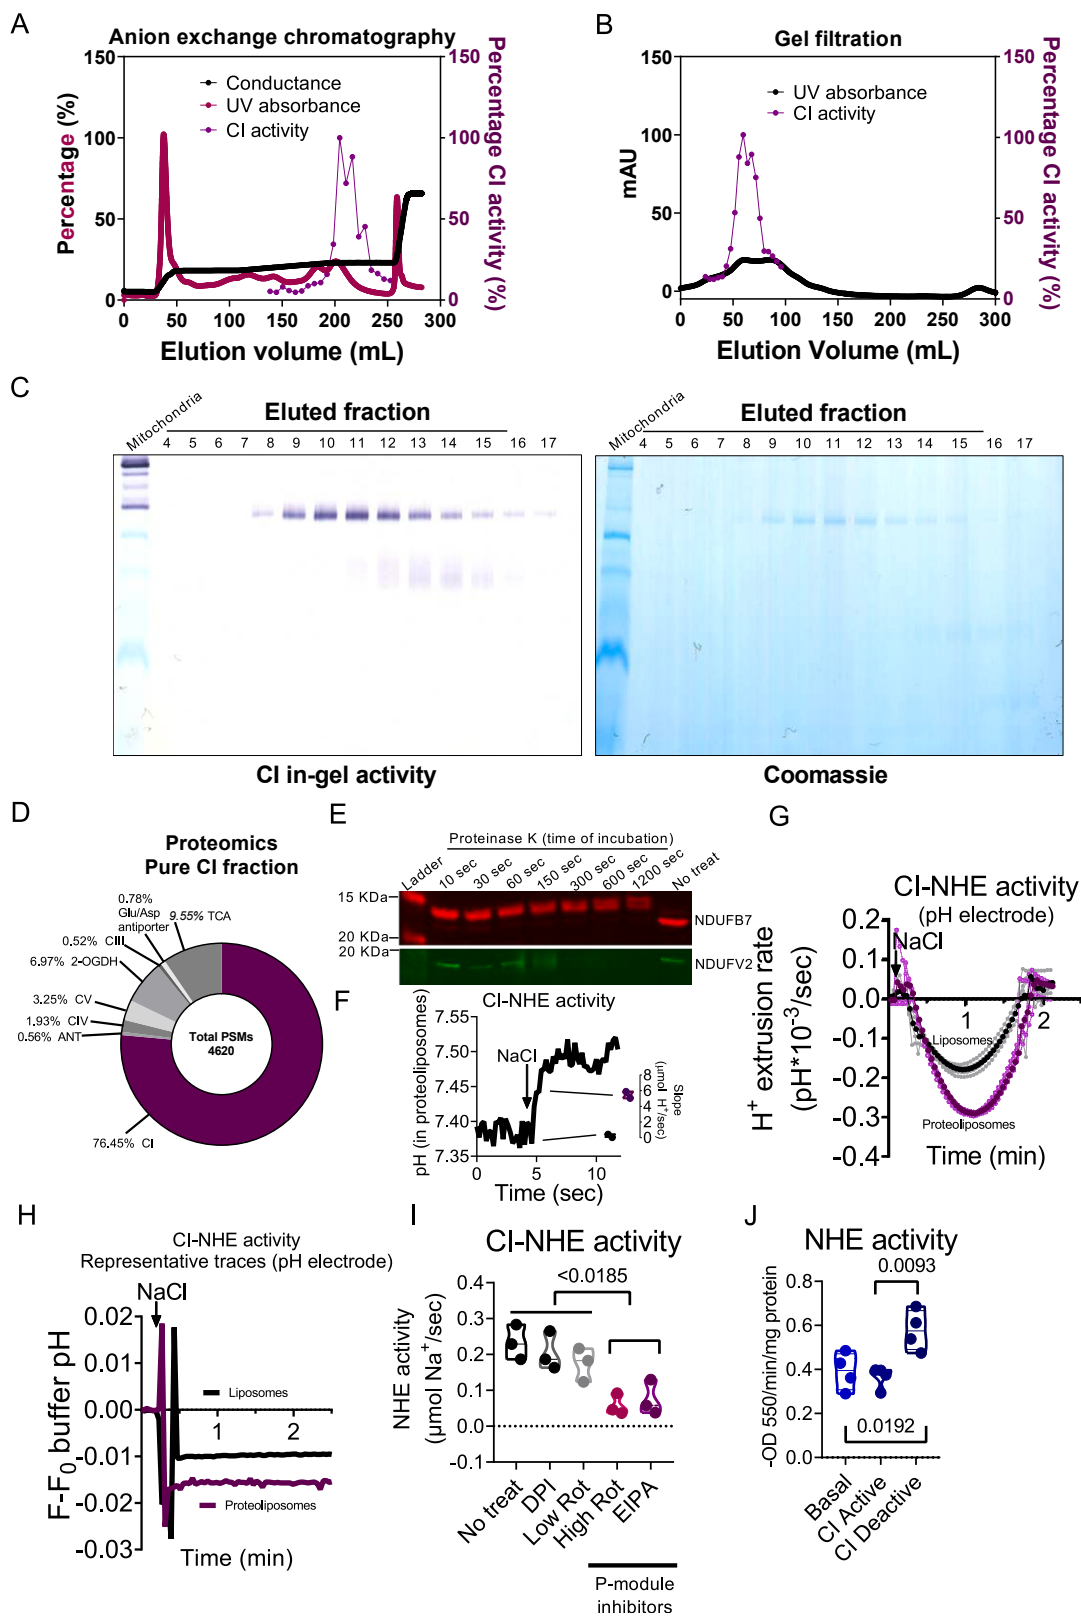 A
Anion exchange chromatography
Percentage (%)
Percentage CI activity (%)
150
100
50
0
150
100
50
0
Conductance
UV absorbance
CI activity
0 50 100 150 200 250 300
Elution volume (mL)
B
Gel filtration
mAU
Percentage CI activity (%)
150
100
50
0
150
100
50
0
UV absorbance
CI activity
0 50 100 150 200 250 300
Elution Volume (mL)
C
Mitochondria
Eluted fraction
4 5 6 7 8 9 10 11 12 13 14 15 16 17
CI in-gel activity
Mitochondria
Eluted fraction
4 5 6 7 8 9 10 11 12 13 14 15 16 17
Coomassie
D
Proteomics
Pure CI fraction
0.78%
Glu/Asp
antiporter
9.55% TCA
0.52% CIII
6.97% 2-OGDH
3.25% CV
1.93% CIV
0.56% ANT
76.45% CI
Total PSMs
4620
E
Proteinase K (time of incubation)
Ladder
10 sec
30 sec
60 sec
150 sec
300 sec
600 sec
1200 sec
No treat
15 KDa
20 KDa
20 KDa
NDUFB7
NDUFV2
F
CI-NHE activity
pH (in proteoliposomes)
7.55
7.50
7.45
7.40
7.35
NaCl
8
6
4
2
0
Slope
(µmol H⁺/sec)
0 5 10
Time (sec)
G
CI-NHE activity
(pH electrode)
NaCl
H⁺ extrusion rate
(pH*10⁻³/sec)
0.2
0.1
0.0
-0.1
-0.2
-0.3
-0.4
1 2
Liposomes
Proteoliposomes
Time (min)
H
CI-NHE activity
Representative traces (pH electrode)
NaCl
F-F₀ buffer pH
0.02
0.01
0.00
-0.01
-0.02
-0.03
Liposomes
1 2
Proteoliposomes
Time (min)
I
CI-NHE activity
<0.0185
NHE activity
(µmol Na⁺/sec)
0.4
0.3
0.2
0.1
0.0
-0.1
No treat
DPI
Low Rot
High Rot
EIPA
P-module
inhibitors
J
NHE activity
0.0093
-OD 550/min/mg protein
0.8
0.6
0.4
0.2
0.0
0.0192
Basal
CI Active
CI Deactive